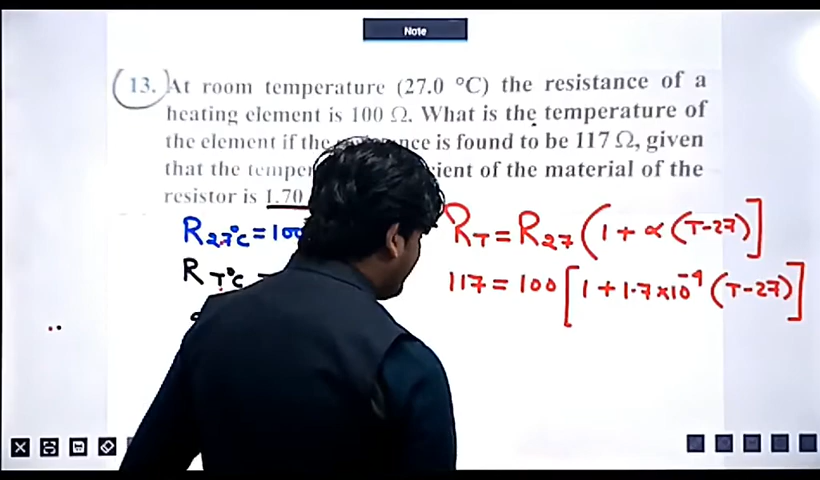 Note
13. At room temperature (27.0 °C) the resistance of a
heating element is 100 Ω. What is the temperature of
the element if the nce is found to be 117 Ω, given
that the temper cient of the material of the
resistor is 1.70
R27°C = 100
RT = R27 (1 + α (T-27)]
RT°C =
117 = 100 [1 + 1.7 × 10⁻⁴ (T-27)]